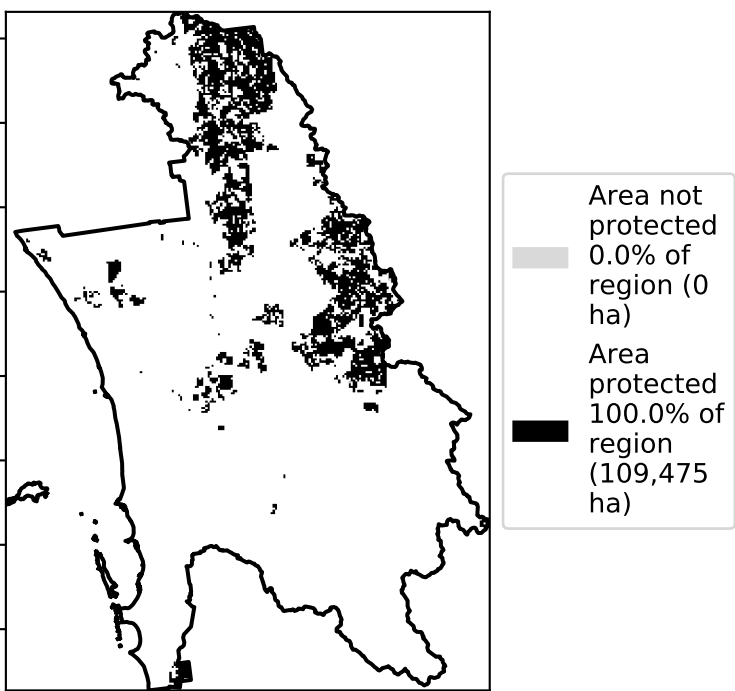 Area not
protected
0.0% of
region (0
ha)
Area
protected
100.0% of
region
(109,475
ha)